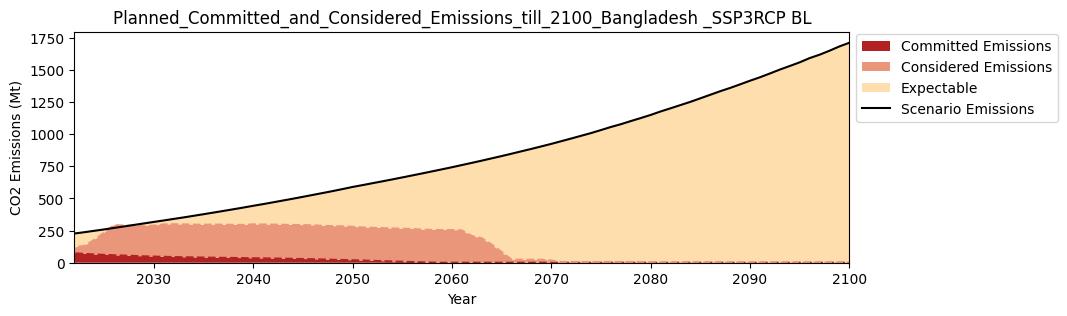 Planned_Committed_and_Considered_Emissions_till_2100_Bangladesh _SSP3RCP BL
1750
1500
1250
1000
750
500
250
0
CO2 Emissions (Mt)
2030
2040
2050
2060
2070
2080
2090
2100
Year
Committed Emissions
Considered Emissions
Expectable
Scenario Emissions